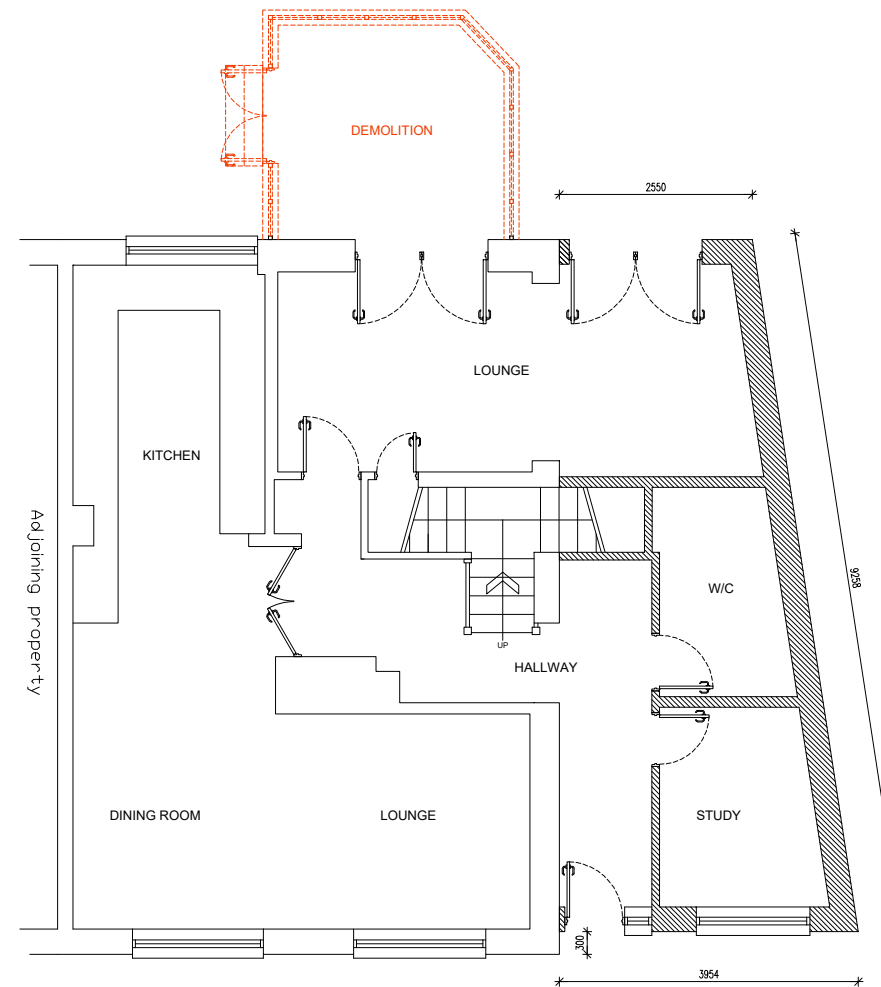 DEMOLITION
2550
LOUNGE
KITCHEN
Adjoining property
9258
W/C
UP
HALLWAY
DINING ROOM
LOUNGE
STUDY
300
3954